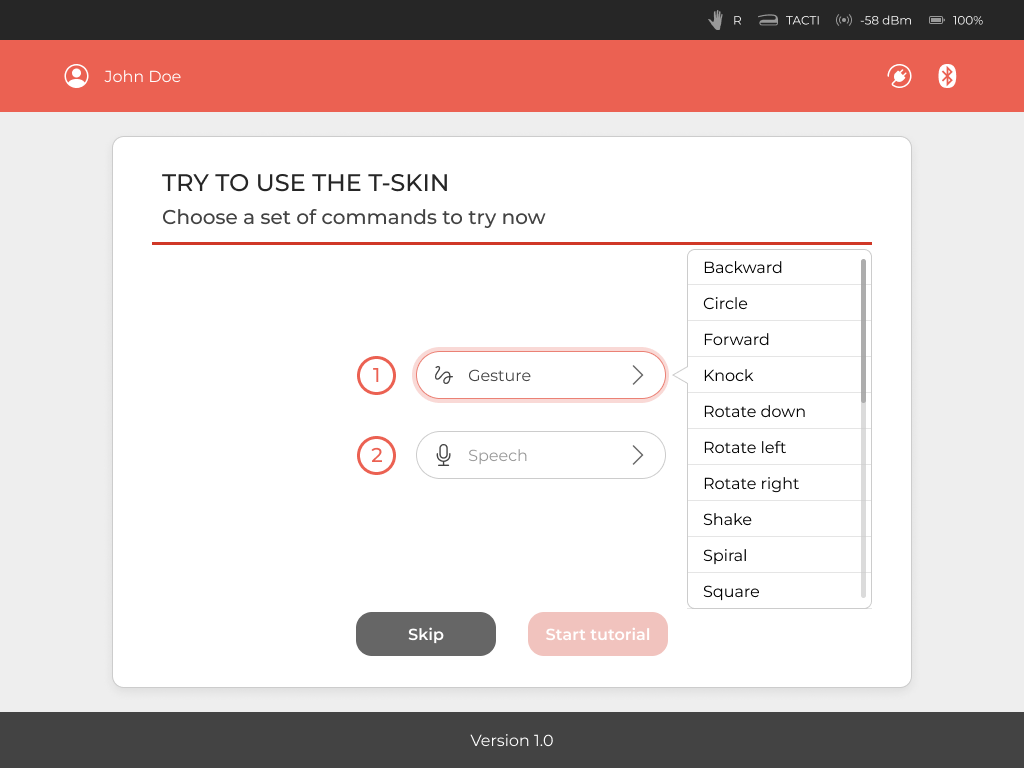 R TACTI -58 dBm 100%
John Doe
TRY TO USE THE T-SKIN
Choose a set of commands to try now
1 Gesture
2 Speech
Backward
Circle
Forward
Knock
Rotate down
Rotate left
Rotate right
Shake
Spiral
Square
Skip Start tutorial
Version 1.0